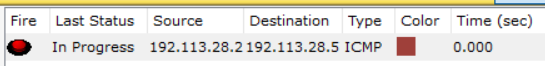 Fire Last Status Source Destination Type Color Time (sec)
In Progress 192.113.28.2 192.113.28.5 ICMP 0.000